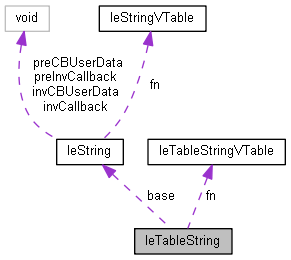 void
leStringVTable
preCBUserData
preInvCallback
invCBUserData
invCallback
fn
leString
leTableStringVTable
base
fn
leTableString